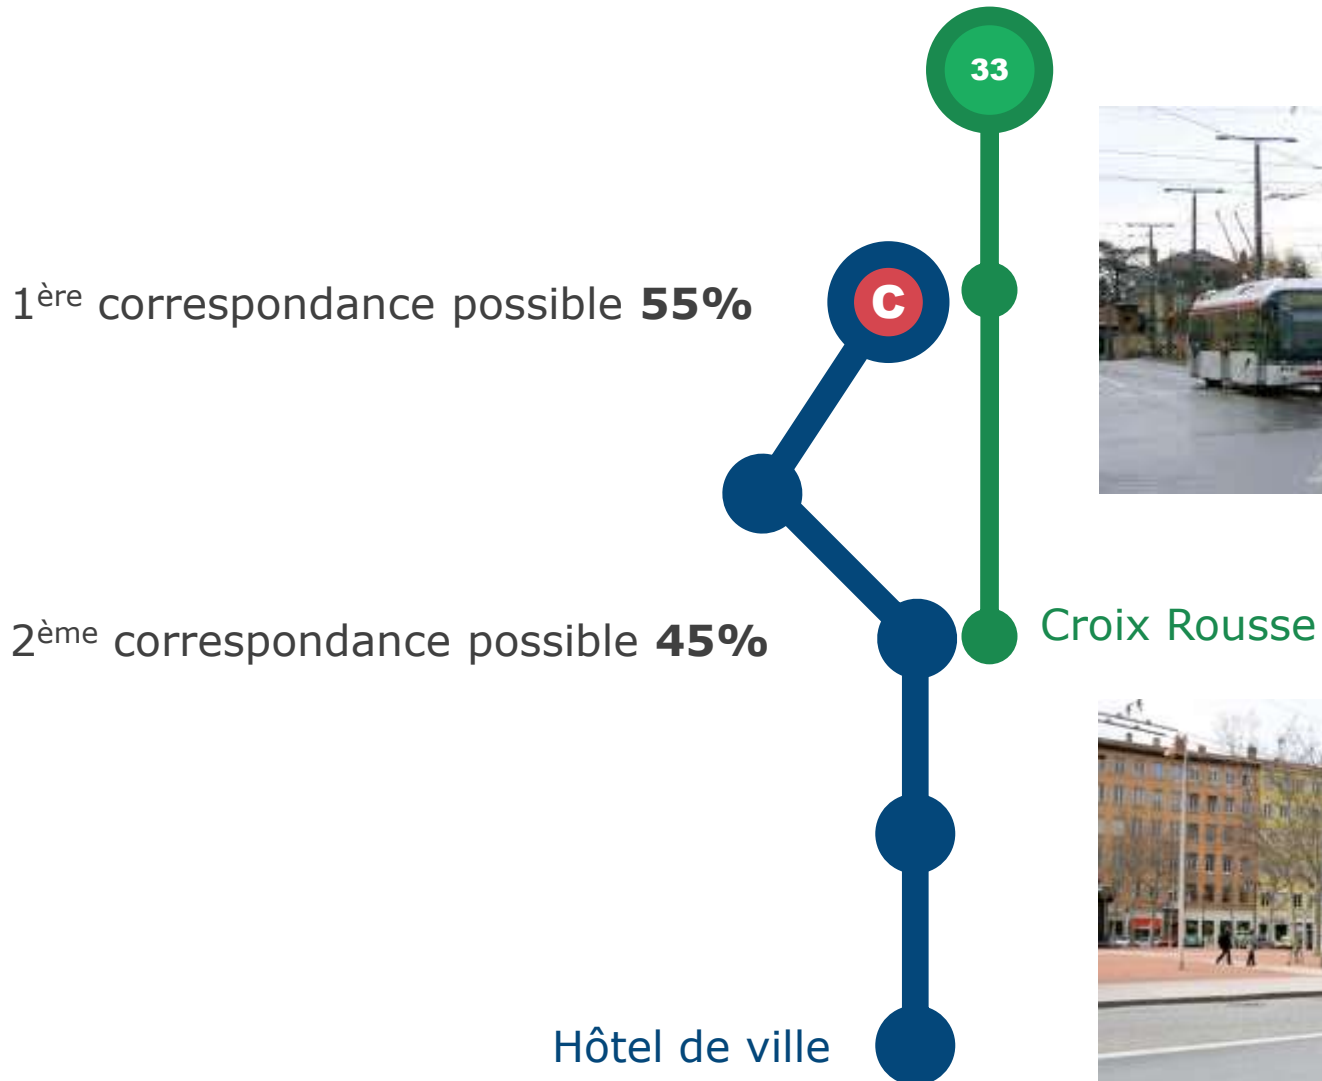 33
1ère correspondance possible 55%
C
2ème correspondance possible 45%
Croix Rousse
Hôtel de ville